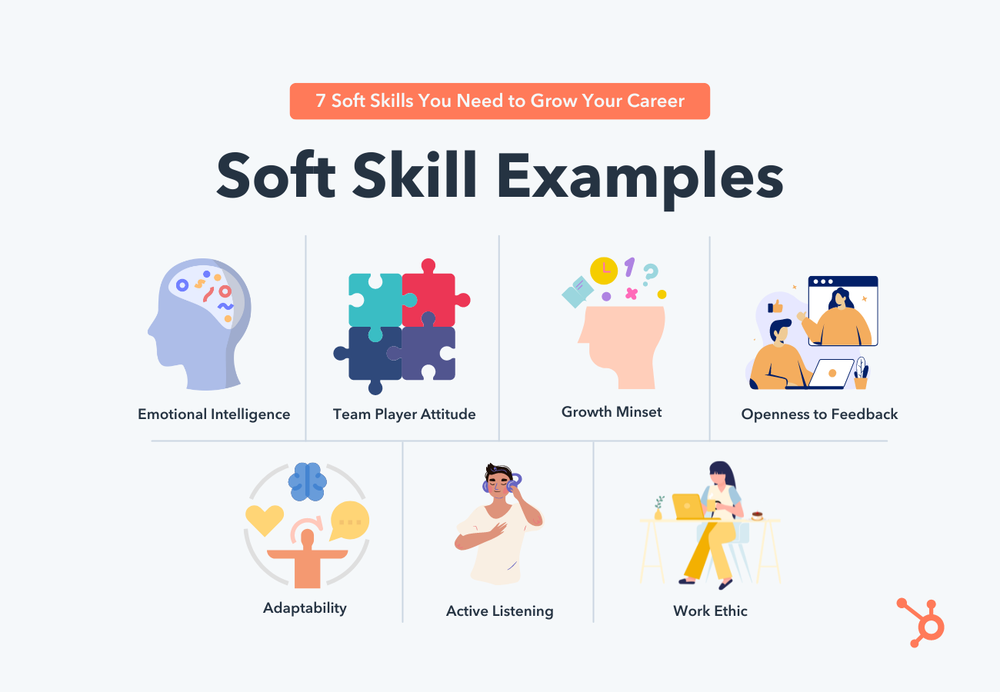 7 Soft Skills You Need to Grow Your Career
Soft Skill Examples
Emotional Intelligence
Team Player Attitude
Growth Minset
Openness to Feedback
Adaptability
Active Listening
Work Ethic